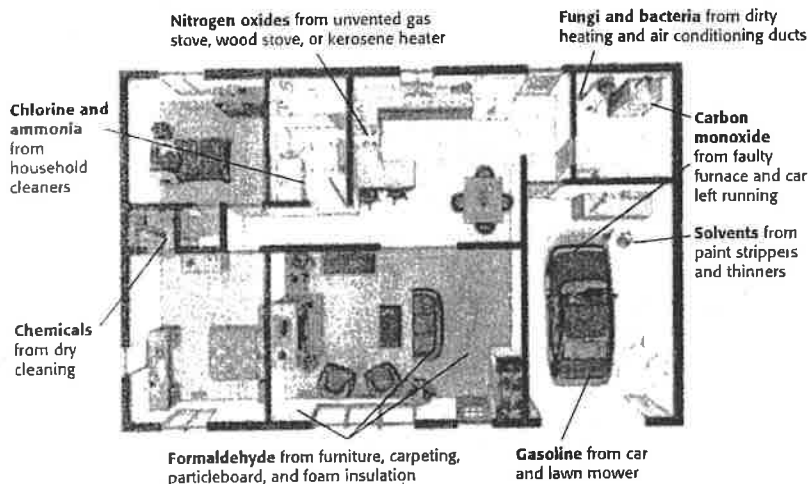 Nitrogen oxides from unvented gas
stove, wood stove, or kerosene heater
Fungi and bacteria from dirty
heating and air conditioning ducts
Chlorine and
ammonia
from
household
cleaners
Carbon
monoxide
from faulty
furnace and car
left running
Solvents from
paint strippers
and thinners
Chemicals
from dry
cleaning
Formaldehyde from furniture, carpeting,
particleboard, and foam insulation
Gasoline from car
and lawn mower